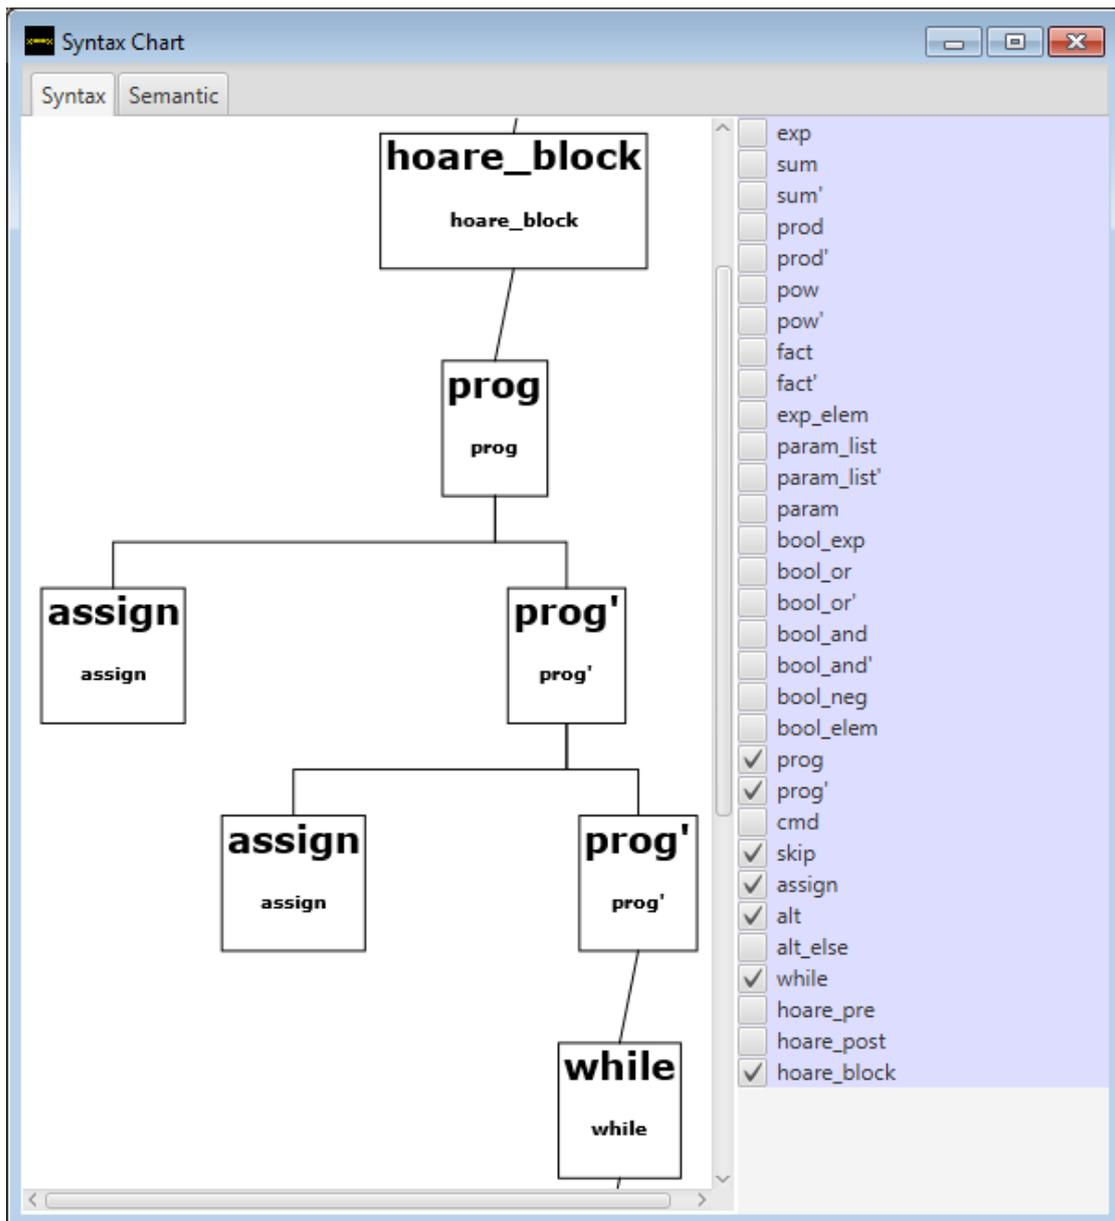 Syntax Chart
Syntax Semantic
hoare_block
hoare_block
prog
prog
assign
assign
prog'
prog'
assign
assign
prog'
prog'
while
while
exp
sum
sum'
prod
prod'
pow
pow'
fact
fact'
exp_elem
param_list
param_list'
param
bool_exp
bool_or
bool_or'
bool_and
bool_and'
bool_neg
bool_elem
prog
prog'
cmd
skip
assign
alt
alt_else
while
hoare_pre
hoare_post
hoare_block